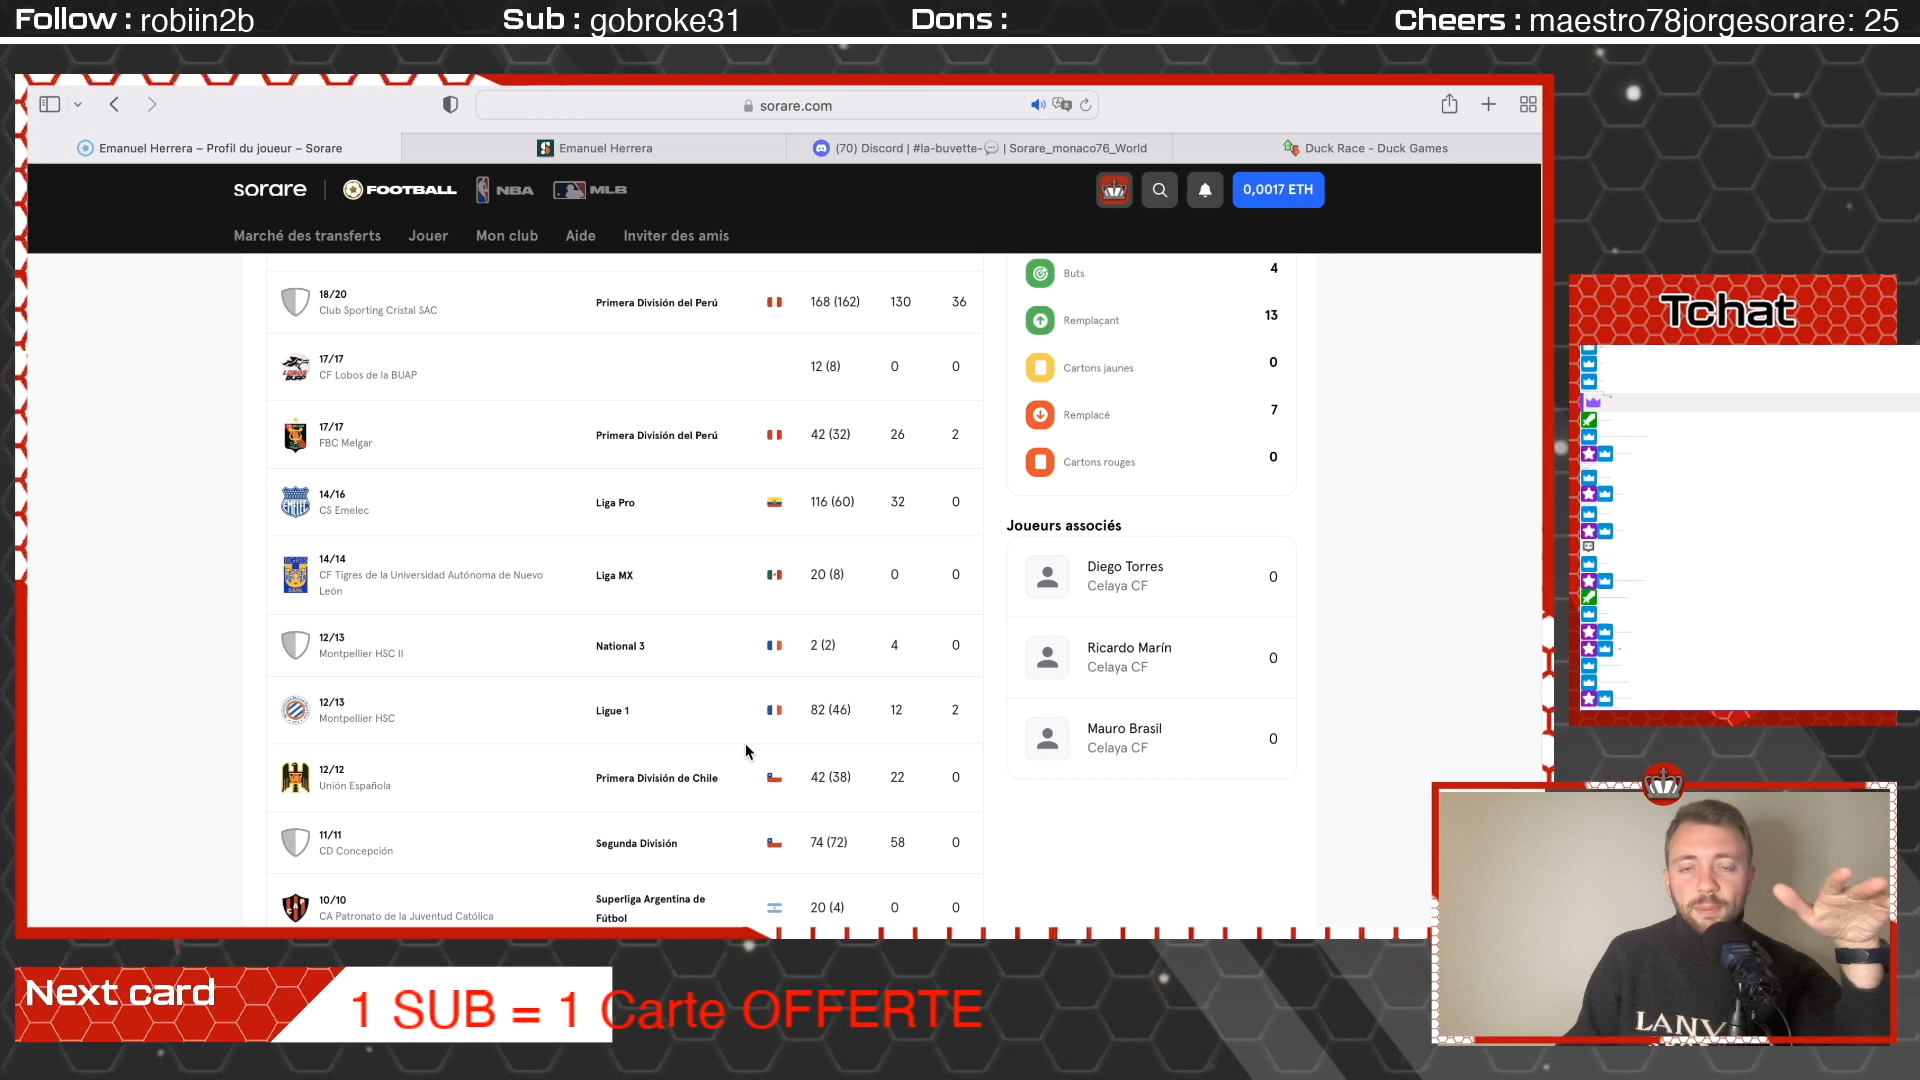 Follow : robiin2b
Sub : gobroke31
Dons :
Cheers : maestro78jorgesorare: 25
sorare.com
Emanuel Herrera – Profil du joueur – Sorare
Emanuel Herrera
(70) Discord | #la-buvette-💬 | Sorare_monaco76_World
Duck Race - Duck Games
sorare
FOOTBALL
NBA
MLB
0,0017 ETH
Marché des transferts
Jouer
Mon club
Aide
Inviter des amis
18/20
Club Sporting Cristal SAC
Primera División del Perú
168 (162)
130
36
17/17
CF Lobos de la BUAP
12 (8)
0
0
17/17
FBC Melgar
Primera División del Perú
42 (32)
26
2
14/16
CS Emelec
Liga Pro
116 (60)
32
0
14/14
CF Tigres de la Universidad Autónoma de Nuevo
León
Liga MX
20 (8)
0
0
12/13
Montpellier HSC II
National 3
2 (2)
4
0
12/13
Montpellier HSC
Ligue 1
82 (46)
12
2
12/12
Unión Española
Primera División de Chile
42 (38)
22
0
11/11
CD Concepción
Segunda División
74 (72)
58
0
10/10
CA Patronato de la Juventud Católica
Superliga Argentina de
Fútbol
20 (4)
0
0
Buts
4
Remplaçant
13
Cartons jaunes
0
Remplacé
7
Cartons rouges
0
Joueurs associés
Diego Torres
Celaya CF
0
Ricardo Marín
Celaya CF
0
Mauro Brasil
Celaya CF
0
Tchat
Next card
1 SUB = 1 Carte OFFERTE